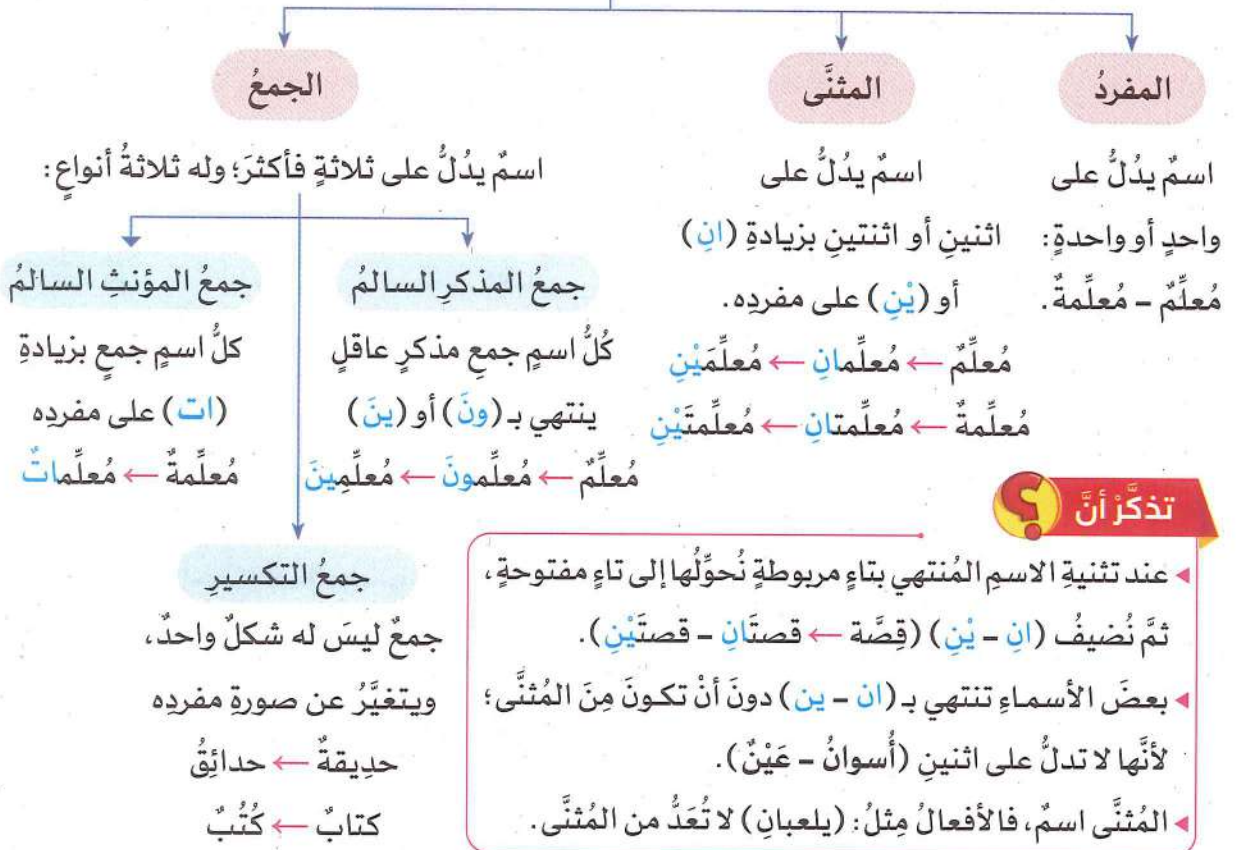 المفردُ
اسمٌ يدُلُّ على
واحدٍ أو واحدةٍ:
مُعلِّمٌ – مُعلِّمةٌ.
المثنَّى
اسمٌ يدُلُّ على
اثنينِ أو اثنتينِ بزيادةِ (انِ)
أو (يْنِ) على مفردِه.
مُعلِّمٌ ← مُعلِّمانِ ← مُعلِّمَيْنِ
مُعلِّمةٌ ← مُعلِّمتانِ ← مُعلِّمتَيْنِ
الجمعُ
اسمٌ يدُلُّ على ثلاثةٍ فأكثرَ؛ وله ثلاثةُ أنواعٍ:
جمعُ المذكرِ السالمُ
كُلُّ اسمٍ جمعِ مذكرٍ عاقلٍ
ينتهي بـ (ونَ) أو (ينَ)
مُعلِّمٌ ← مُعلِّمونَ ← مُعلِّمِينَ
جمعُ المؤنثِ السالمُ
كلُّ اسمٍ جمعٍ بزيادةِ
(ات) على مفردِه
مُعلِّمةٌ ← مُعلِّماتٌ
جمعُ التكسيرِ
جمعٌ ليسَ له شكلٌ واحدٌ،
ويتغيَّرُ عن صورةِ مفردِه
حدِيقةٌ ← حدائِقُ
كتابٌ ← كُتُبٌ
تذكَّرْ أنَّ
عند تثنيةِ الاسمِ المُنتهي بتاءٍ مربوطةٍ نُحوِّلُها إلى تاءٍ مفتوحةٍ،
ثمَّ نُضيفُ (انِ – يْنِ) (قِصَّة ← قصتَانِ – قصتَيْنِ).
بعضَ الأسماءِ تنتهي بـ (ان – ين) دونَ أنْ تكونَ مِنَ المُثنَّى؛
لأنَّها لا تدلُّ على اثنينِ (أُسوانُ – عَيْنٌ).
المُثنَّى اسمٌ، فالأفعالُ مِثلُ: (يلعبانِ) لا تُعَدُّ من المُثنَّى.